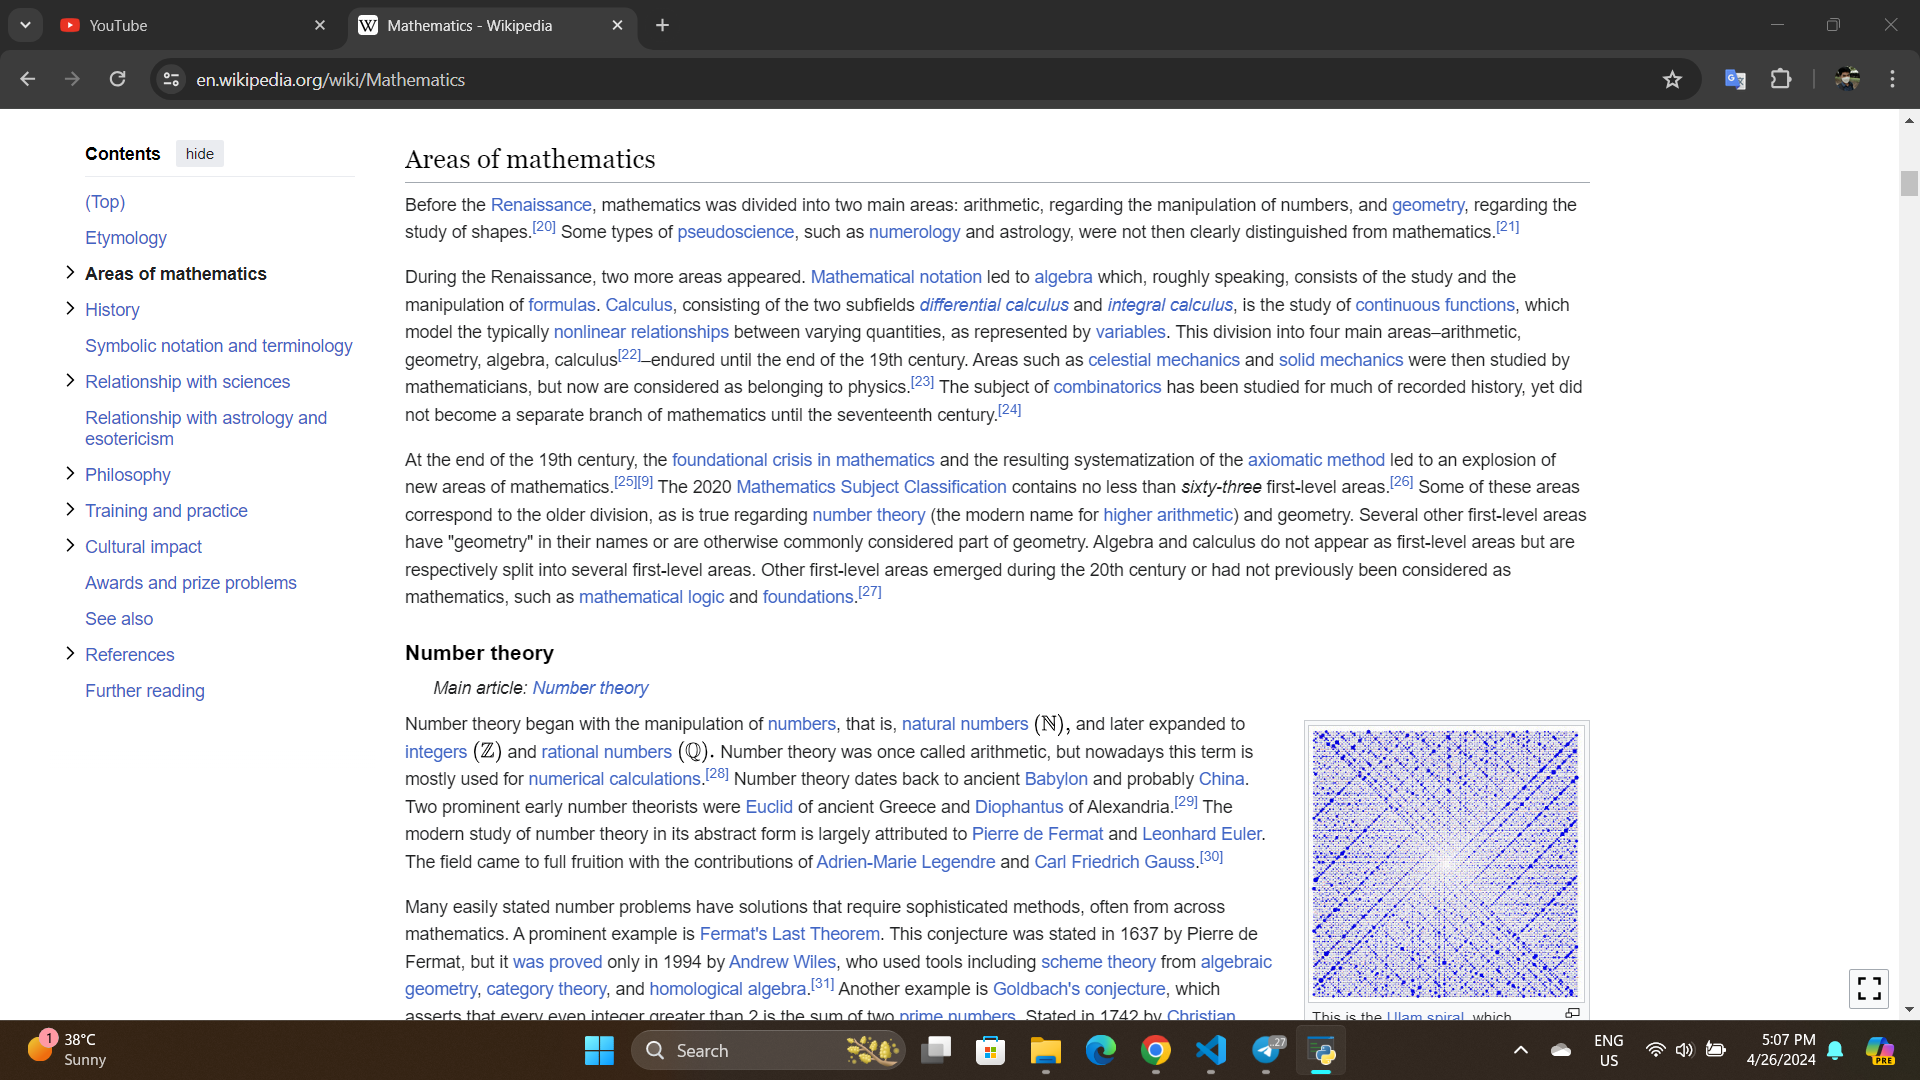 YouTube
Mathematics - Wikipedia
en.wikipedia.org/wiki/Mathematics
Contents hide
(Top)
Etymology
Areas of mathematics
History
Symbolic notation and terminology
Relationship with sciences
Relationship with astrology and
esotericism
Philosophy
Training and practice
Cultural impact
Awards and prize problems
See also
References
Further reading
Areas of mathematics
Before the Renaissance, mathematics was divided into two main areas: arithmetic, regarding the manipulation of numbers, and geometry, regarding the
study of shapes.[20] Some types of pseudoscience, such as numerology and astrology, were not then clearly distinguished from mathematics.[21]
During the Renaissance, two more areas appeared. Mathematical notation led to algebra which, roughly speaking, consists of the study and the
manipulation of formulas. Calculus, consisting of the two subfields differential calculus and integral calculus, is the study of continuous functions, which
model the typically nonlinear relationships between varying quantities, as represented by variables. This division into four main areas–arithmetic,
geometry, algebra, calculus[22]–endured until the end of the 19th century. Areas such as celestial mechanics and solid mechanics were then studied by
mathematicians, but now are considered as belonging to physics.[23] The subject of combinatorics has been studied for much of recorded history, yet did
not become a separate branch of mathematics until the seventeenth century.[24]
At the end of the 19th century, the foundational crisis in mathematics and the resulting systematization of the axiomatic method led to an explosion of
new areas of mathematics.[25][9] The 2020 Mathematics Subject Classification contains no less than sixty-three first-level areas.[26] Some of these areas
correspond to the older division, as is true regarding number theory (the modern name for higher arithmetic) and geometry. Several other first-level areas
have "geometry" in their names or are otherwise commonly considered part of geometry. Algebra and calculus do not appear as first-level areas but are
respectively split into several first-level areas. Other first-level areas emerged during the 20th century or had not previously been considered as
mathematics, such as mathematical logic and foundations.[27]
Number theory
Main article: Number theory
Number theory began with the manipulation of numbers, that is, natural numbers (ℕ), and later expanded to
integers (ℤ) and rational numbers (ℚ). Number theory was once called arithmetic, but nowadays this term is
mostly used for numerical calculations.[28] Number theory dates back to ancient Babylon and probably China.
Two prominent early number theorists were Euclid of ancient Greece and Diophantus of Alexandria.[29] The
modern study of number theory in its abstract form is largely attributed to Pierre de Fermat and Leonhard Euler.
The field came to full fruition with the contributions of Adrien-Marie Legendre and Carl Friedrich Gauss.[30]
Many easily stated number problems have solutions that require sophisticated methods, often from across
mathematics. A prominent example is Fermat's Last Theorem. This conjecture was stated in 1637 by Pierre de
Fermat, but it was proved only in 1994 by Andrew Wiles, who used tools including scheme theory from algebraic
geometry, category theory, and homological algebra.[31] Another example is Goldbach's conjecture, which
asserts that every even integer greater than 2 is the sum of two prime numbers. Stated in 1742 by Christian
This is the Ulam spiral, which
1
38°C
Sunny
Search
27
PRE
ENG
US
5:07 PM
4/26/2024